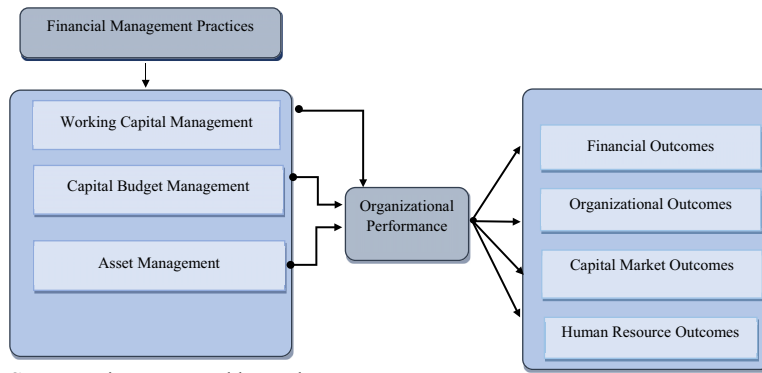 Financial Management Practices
Working Capital Management
Capital Budget Management
Asset Management
Organizational
Performance
Financial Outcomes
Organizational Outcomes
Capital Market Outcomes
Human Resource Outcomes